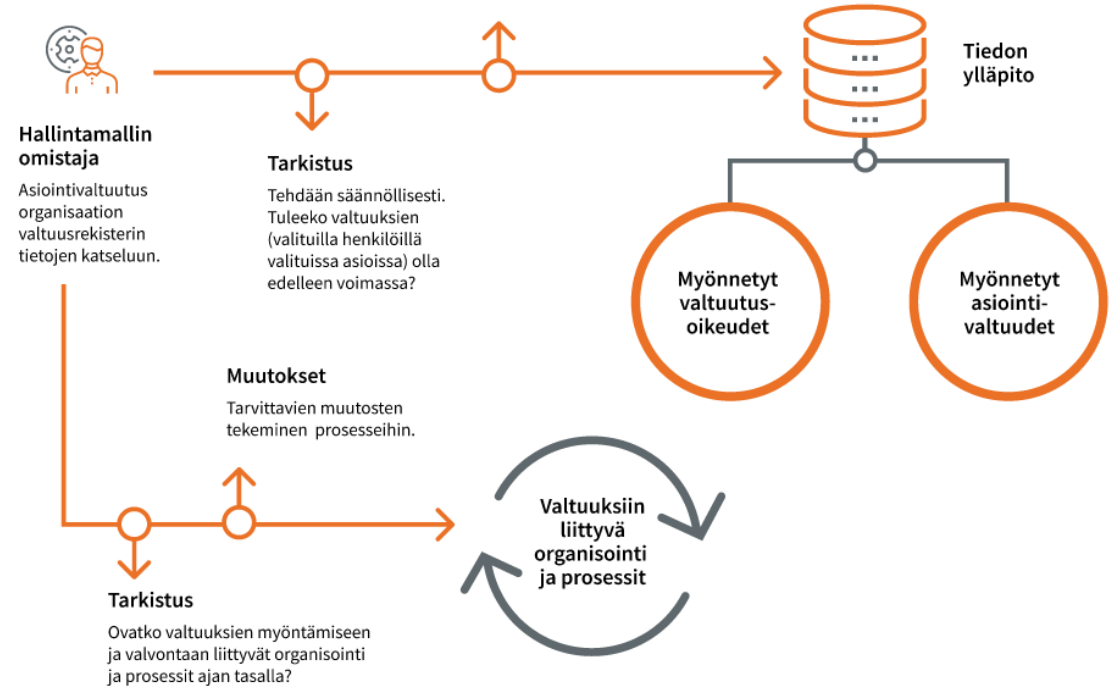 Hallintamallin
omistaja
Asiointivaltuutus
organisaation
valtuusrekisterin
tietojen katseluun.
Tarkistus
Tehdään säännöllisesti.
Tuleeko valtuuksien
(valituilla henkilöillä
valituissa asioissa) olla
edelleen voimassa?
Tiedon
ylläpito
Myönnetyt
valtuutus-
oikeudet
Myönnetyt
asiointi-
valtuudet
Muutokset
Tarvittavien muutosten
tekeminen prosesseihin.
Tarkistus
Ovatko valtuuksien myöntämiseen
ja valvontaan liittyvät organisointi
ja prosessit ajan tasalla?
Valtuuksiin
liittyvä
organisointi
ja prosessit